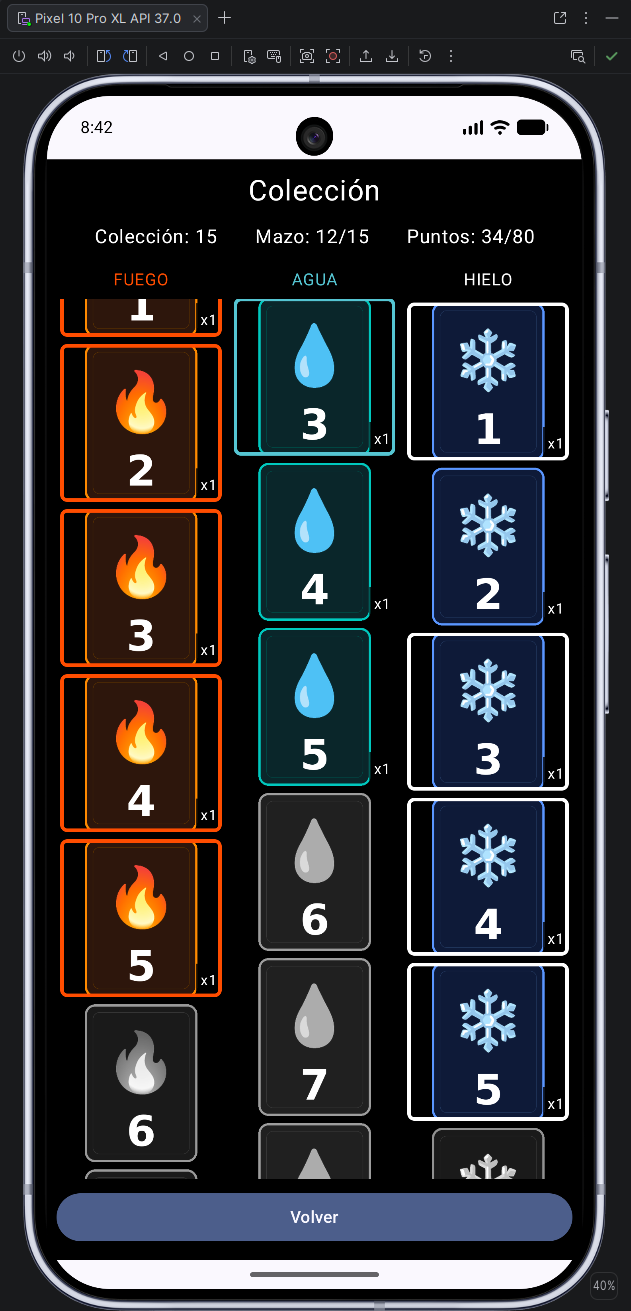 Pixel 10 Pro XL API 37.0
8:42
Colección
Colección: 15 Mazo: 12/15 Puntos: 34/80
FUEGO AGUA HIELO
1 x1
2 x1
3 x1
4 x1
5 x1
6
3 x1
4 x1
5 x1
6
7
1 x1
2 x1
3 x1
4 x1
5 x1
Volver
40%